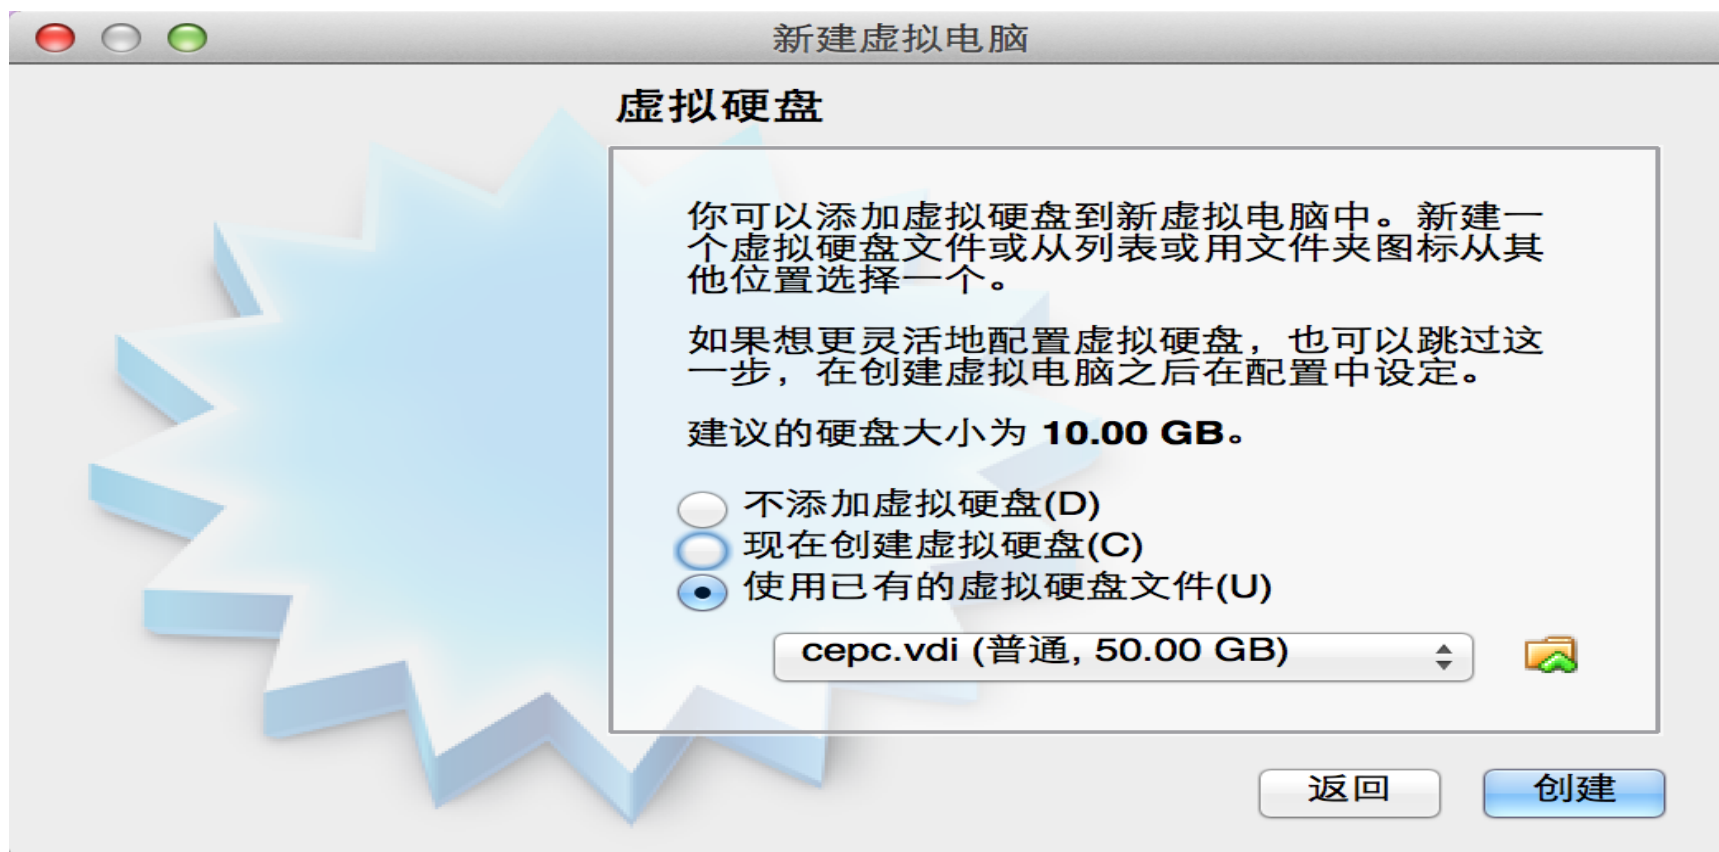 新建虚拟电脑
虚拟硬盘
你可以添加虚拟硬盘到新虚拟电脑中。新建一
个虚拟硬盘文件或从列表或用文件夹图标从其
他位置选择一个。
如果想更灵活地配置虚拟硬盘，也可以跳过这
一步，在创建虚拟电脑之后在配置中设定。
建议的硬盘大小为 10.00 GB。
不添加虚拟硬盘(D)
现在创建虚拟硬盘(C)
使用已有的虚拟硬盘文件(U)
cepc.vdi (普通, 50.00 GB)
返回
创建